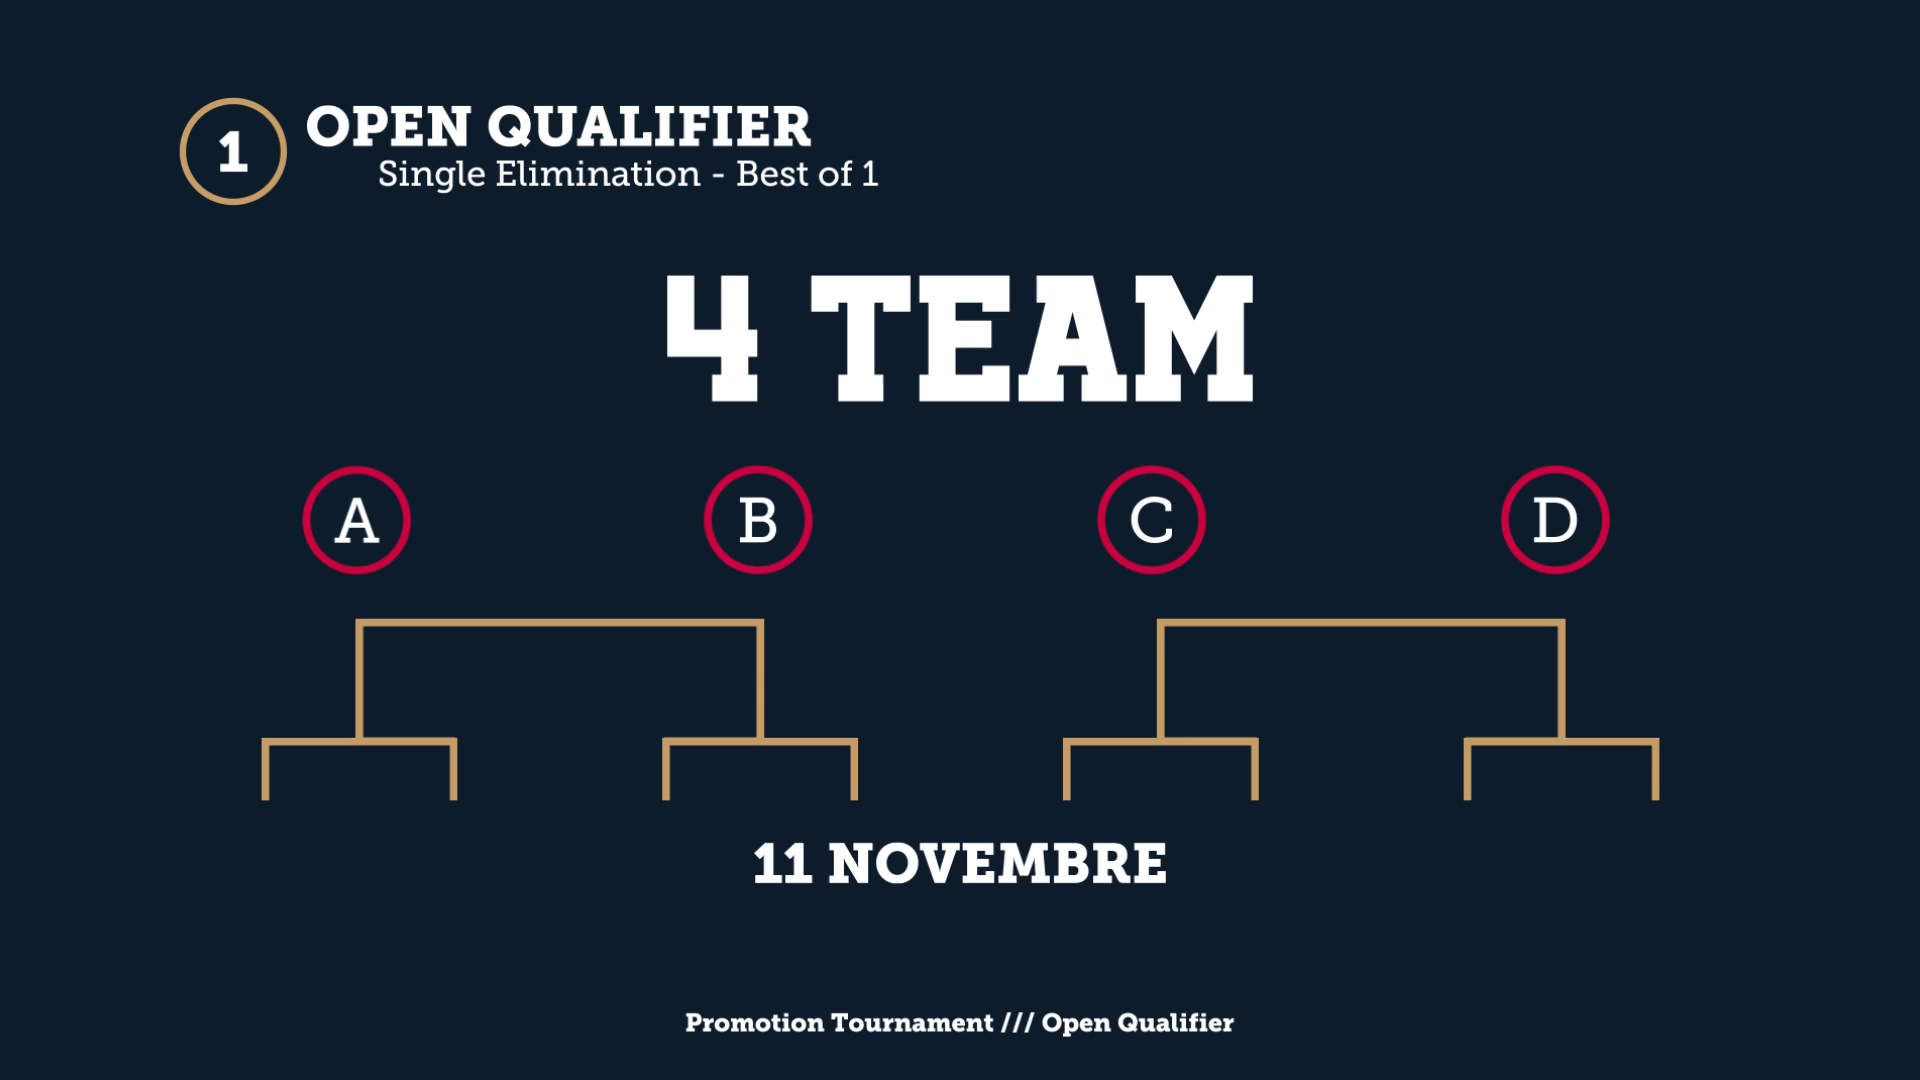 1
OPEN QUALIFIER
Single Elimination - Best of 1
4 TEAM
A B C D
11 NOVEMBRE
Promotion Tournament /// Open Qualifier